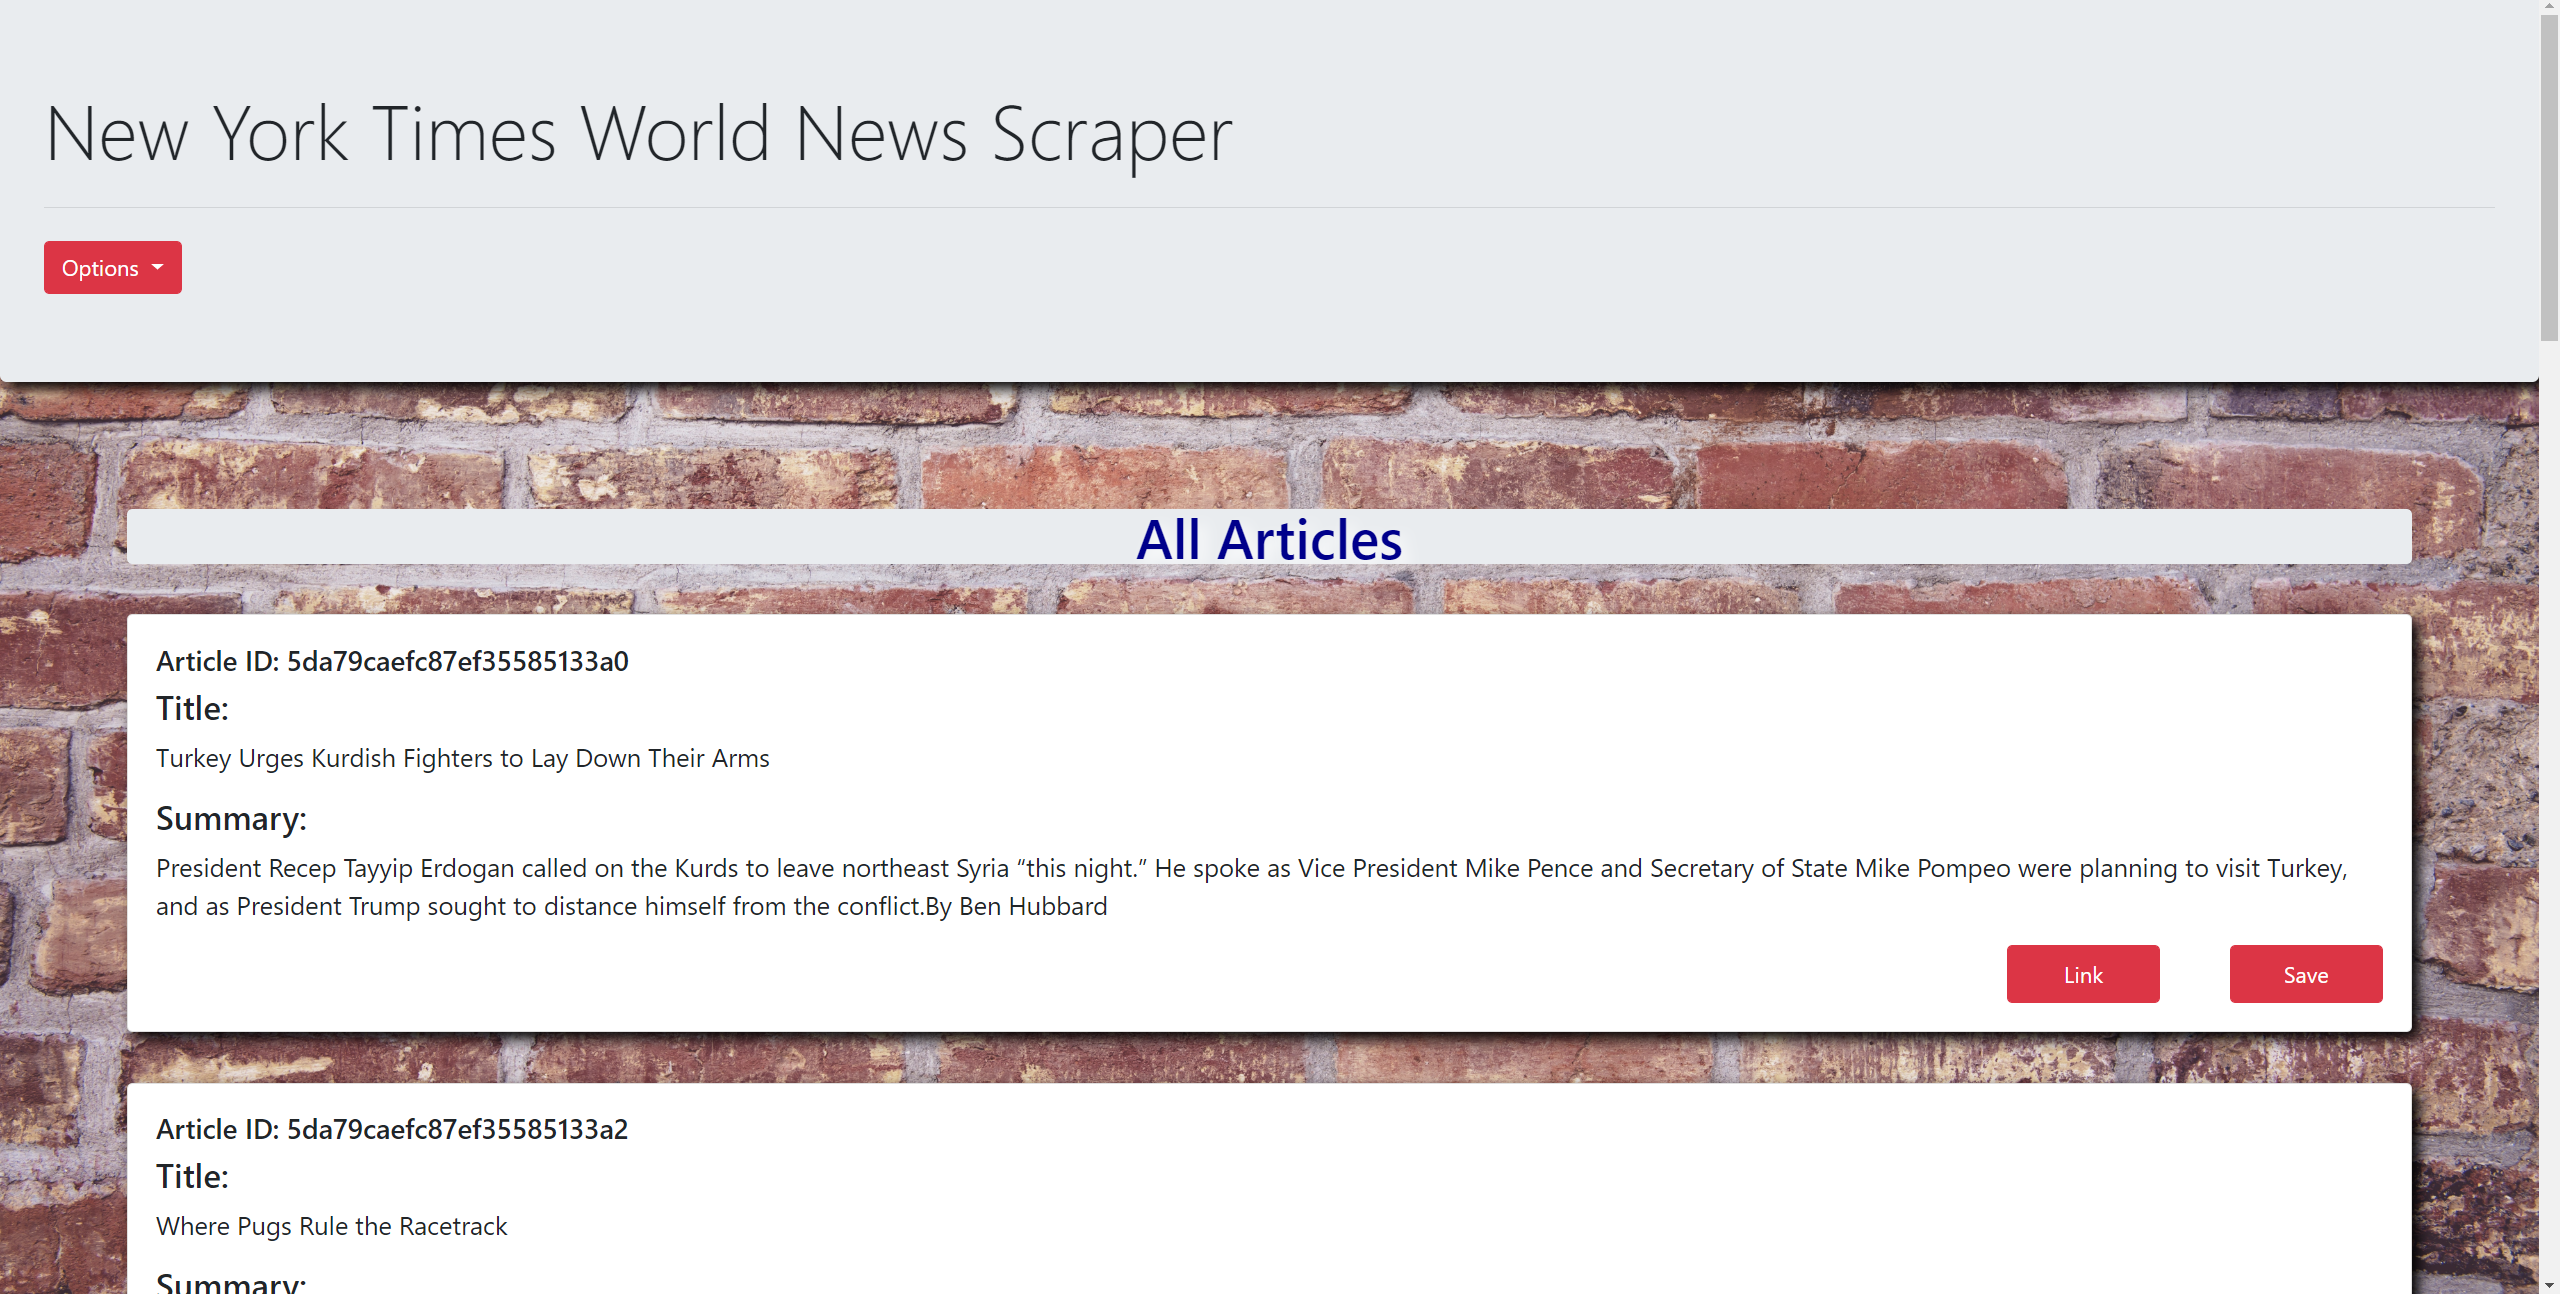 New York Times World News Scraper
Options
All Articles
Article ID: 5da79caefc87ef35585133a0
Title:
Turkey Urges Kurdish Fighters to Lay Down Their Arms
Summary:
President Recep Tayyip Erdogan called on the Kurds to leave northeast Syria “this night.” He spoke as Vice President Mike Pence and Secretary of State Mike Pompeo were planning to visit Turkey,
and as President Trump sought to distance himself from the conflict.By Ben Hubbard
Link Save
Article ID: 5da79caefc87ef35585133a2
Title:
Where Pugs Rule the Racetrack
Summary: